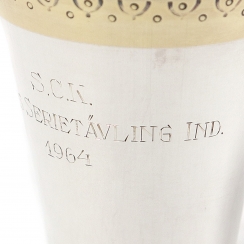 S.C.K.
SERIETÄVLING IND.
1964